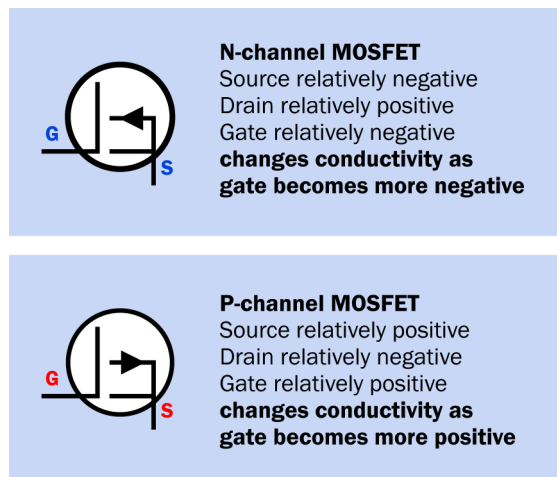 N-channel MOSFET
Source relatively negative
Drain relatively positive
Gate relatively negative
changes conductivity as
gate becomes more negative
G
S
P-channel MOSFET
Source relatively positive
Drain relatively negative
Gate relatively positive
changes conductivity as
gate becomes more positive
G
S